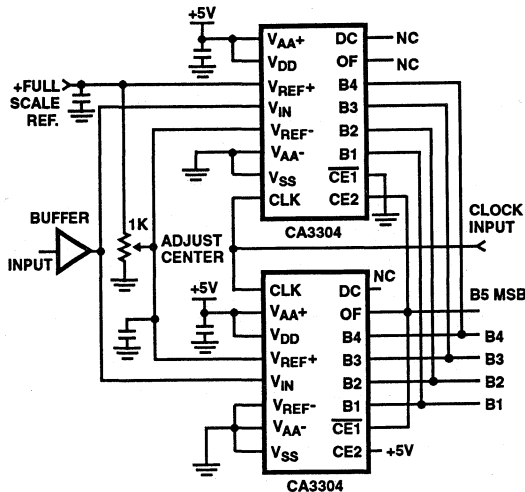 +5V
VAA+
DC
NC
VDD
OF
NC
+FULL
SCALE
REF.
VREF+
B4
VIN
B3
VREF-
B2
VAA-
B1
VSS
CE1
CLK
CE2
CA3304
BUFFER
INPUT
1K
ADJUST
CENTER
CLOCK
INPUT
+5V
CLK
DC
NC
VAA+
OF
B5 MSB
VDD
B4
B4
VREF+
B3
B3
VIN
B2
B2
VREF-
B1
B1
VAA-
CE1
VSS
CE2
+5V
CA3304